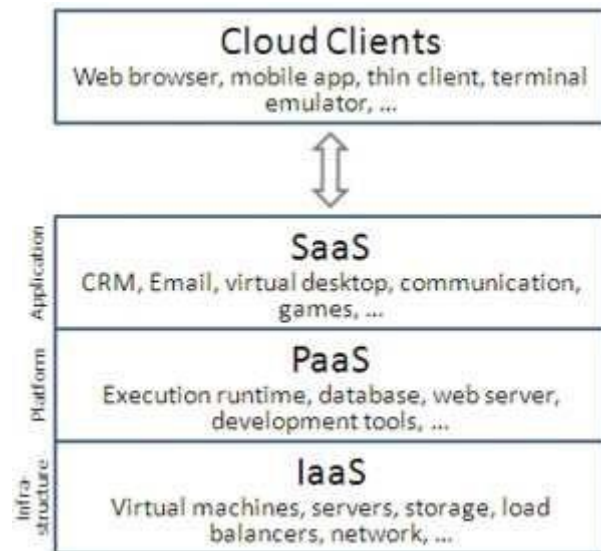 Cloud Clients
Web browser, mobile app, thin client, terminal
emulator, ...
Application
SaaS
CRM, Email, virtual desktop, communication,
games, ...
Platform
PaaS
Execution runtime, database, web server,
development tools, ...
Infra-
structure
IaaS
Virtual machines, servers, storage, load
balancers, network, ...